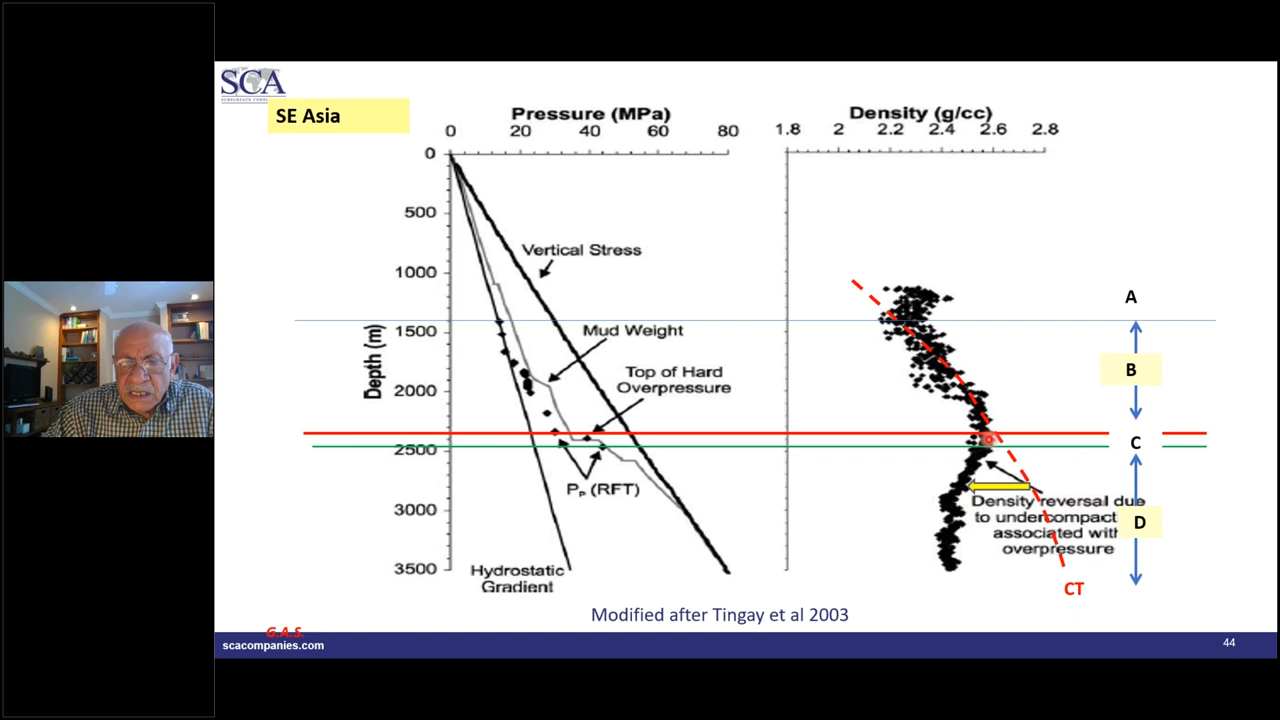 SCA
SE Asia
Pressure (MPa)
0 20 40 60 80
Density (g/cc)
1.8 2 2.2 2.4 2.6 2.8
Depth (m)
0
500
1000
1500
2000
2500
3000
3500
Vertical Stress
Mud Weight
Top of Hard
Overpressure
PP (RFT)
Hydrostatic
Gradient
A
B
C
D
Density reversal due
to undercompact
associated with
overpressure
CT
Modified after Tingay et al 2003
G.A.S.
scacompanies.com
44